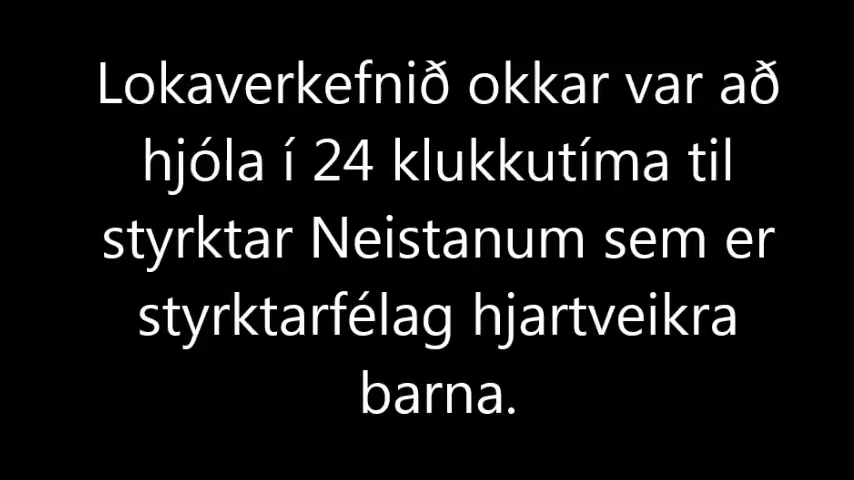 Lokaverkefnið okkar var að
hjóla í 24 klukkutíma til
styrktar Neistanum sem er
styrktarfélag hjartveikra
barna.